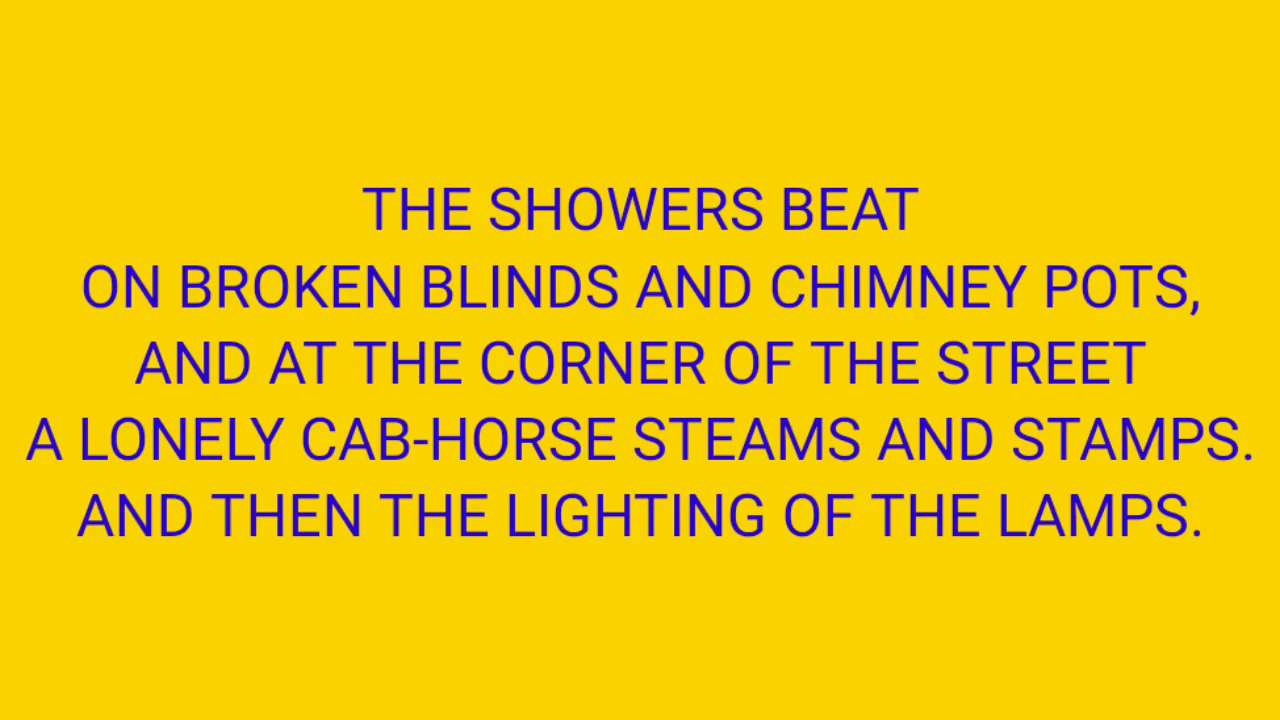 THE SHOWERS BEAT
ON BROKEN BLINDS AND CHIMNEY POTS,
AND AT THE CORNER OF THE STREET
A LONELY CAB-HORSE STEAMS AND STAMPS.
AND THEN THE LIGHTING OF THE LAMPS.